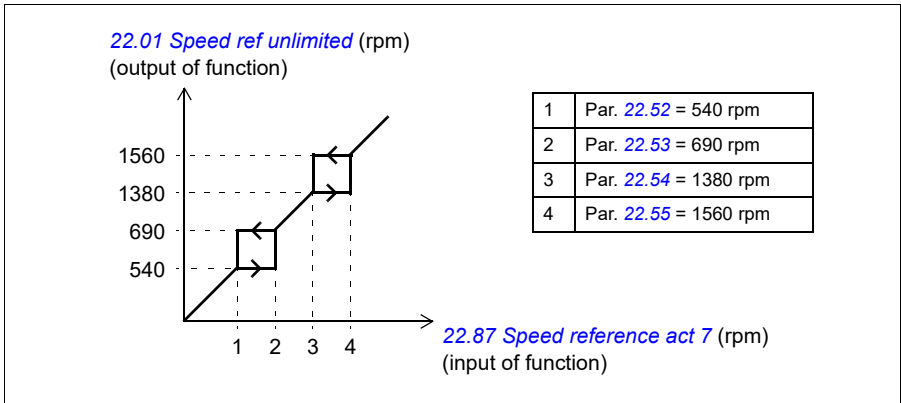 22.01 Speed ref unlimited (rpm)
(output of function)
1560
1380
690
540
1 2 3 4
22.87 Speed reference act 7 (rpm)
(input of function)
1 Par. 22.52 = 540 rpm
2 Par. 22.53 = 690 rpm
3 Par. 22.54 = 1380 rpm
4 Par. 22.55 = 1560 rpm